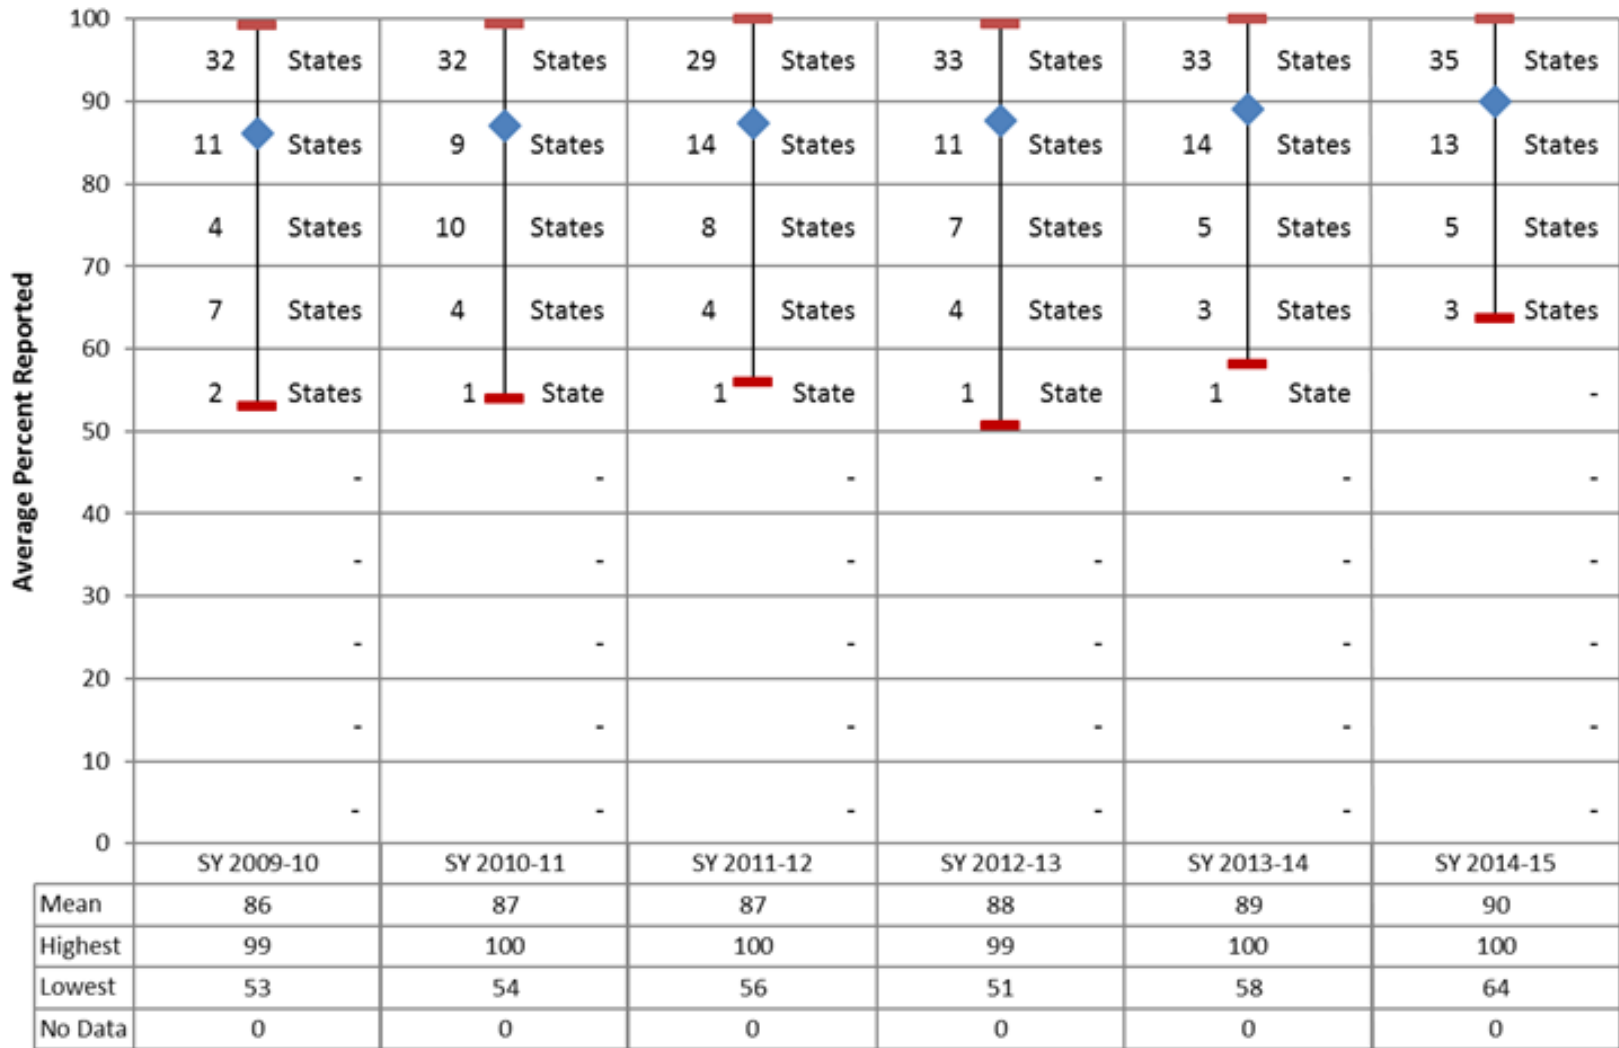 100
32 States 32 States 29 States 33 States 33 States 35 States
90
11 States 9 States 14 States 11 States 14 States 13 States
80
4 States 10 States 8 States 7 States 5 States 5 States
70
7 States 4 States 4 States 4 States 3 States 3 States
60
2 States 1 State 1 State 1 State 1 State -
50
- - - - - -
40
- - - - - -
30
- - - - - -
20
- - - - - -
10
- - - - - -
0
Average Percent Reported
SY 2009-10 SY 2010-11 SY 2011-12 SY 2012-13 SY 2013-14 SY 2014-15
Mean 86 87 87 88 89 90
Highest 99 100 100 99 100 100
Lowest 53 54 56 51 58 64
No Data 0 0 0 0 0 0